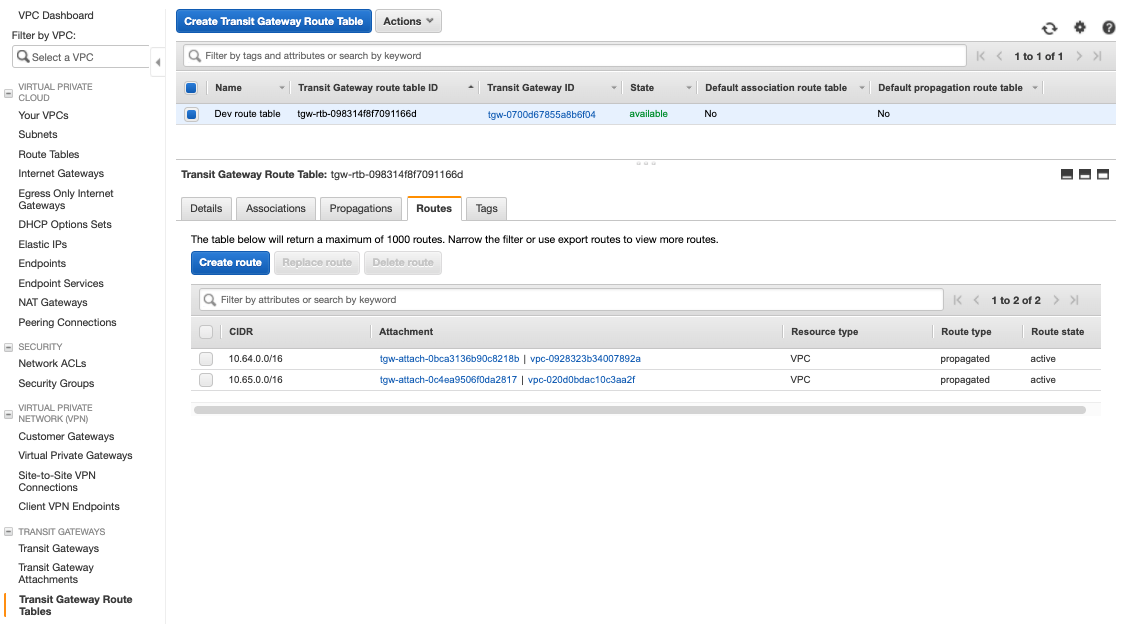 VPC Dashboard
Filter by VPC:
Select a VPC
VIRTUAL PRIVATE
CLOUD
Your VPCs
Subnets
Route Tables
Internet Gateways
Egress Only Internet
Gateways
DHCP Options Sets
Elastic IPs
Endpoints
Endpoint Services
NAT Gateways
Peering Connections
SECURITY
Network ACLs
Security Groups
VIRTUAL PRIVATE
NETWORK (VPN)
Customer Gateways
Virtual Private Gateways
Site-to-Site VPN
Connections
Client VPN Endpoints
TRANSIT GATEWAYS
Transit Gateways
Transit Gateway
Attachments
Transit Gateway Route
Tables
Create Transit Gateway Route Table Actions
Filter by tags and attributes or search by keyword 1 to 1 of 1
Name Transit Gateway route table ID Transit Gateway ID State Default association route table Default propagation route table
Dev route table tgw-rtb-098314f8f7091166d tgw-0700d67855a8b6f04 available No No
Transit Gateway Route Table: tgw-rtb-098314f8f7091166d
Details Associations Propagations Routes Tags
The table below will return a maximum of 1000 routes. Narrow the filter or use export routes to view more routes.
Create route Replace route Delete route
Filter by attributes or search by keyword 1 to 2 of 2
CIDR Attachment Resource type Route type Route state
10.64.0.0/16 tgw-attach-0bca3136b90c8218b | vpc-0928323b34007892a VPC propagated active
10.65.0.0/16 tgw-attach-0c4ea9506f0da2817 | vpc-020d0bdac10c3aa2f VPC propagated active